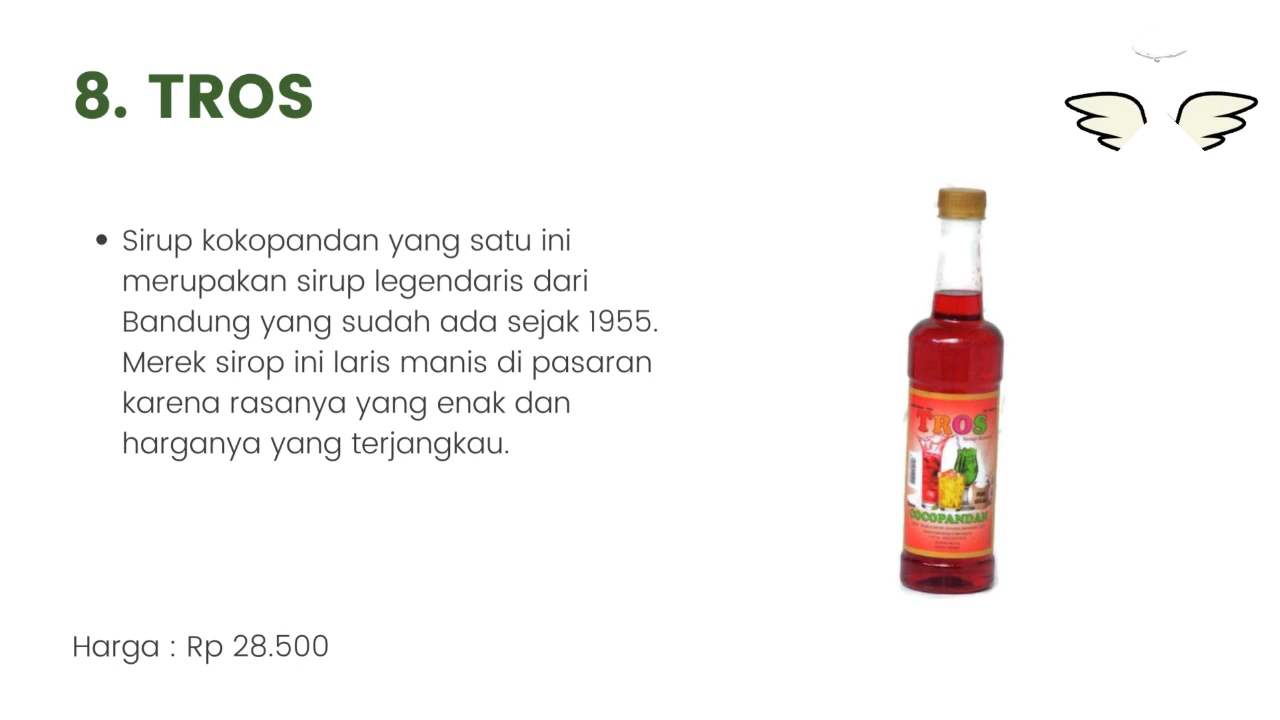 8. TROS
Sirup kokopandan yang satu ini
merupakan sirup legendaris dari
Bandung yang sudah ada sejak 1955.
Merek sirop ini laris manis di pasaran
karena rasanya yang enak dan
harganya yang terjangkau.
TROS
COCOPANDAN
Harga : Rp 28.500